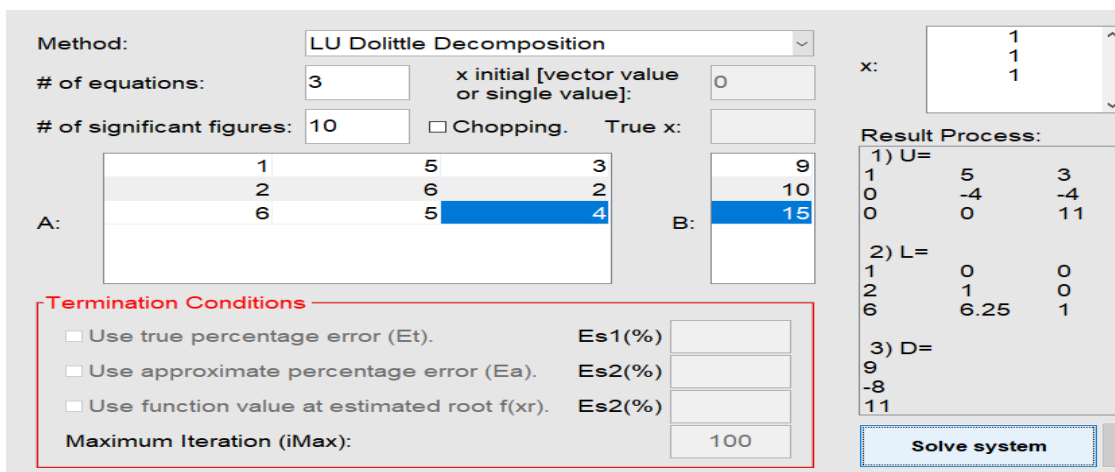 Method: LU Dolittle Decomposition
# of equations: 3 x initial [vector value or single value]: 0
# of significant figures: 10 Chopping. True x:
A:
1 5 3
2 6 2
6 5 4
B:
9
10
15
Termination Conditions
Use true percentage error (Et). Es1(%)
Use approximate percentage error (Ea). Es2(%)
Use function value at estimated root f(xr). Es2(%)
Maximum Iteration (iMax): 100
x:
1
1
1
Result Process:
1) U=
1 5 3
0 -4 -4
0 0 11
2) L=
1 0 0
2 1 0
6 6.25 1
3) D=
9
-8
11
Solve system